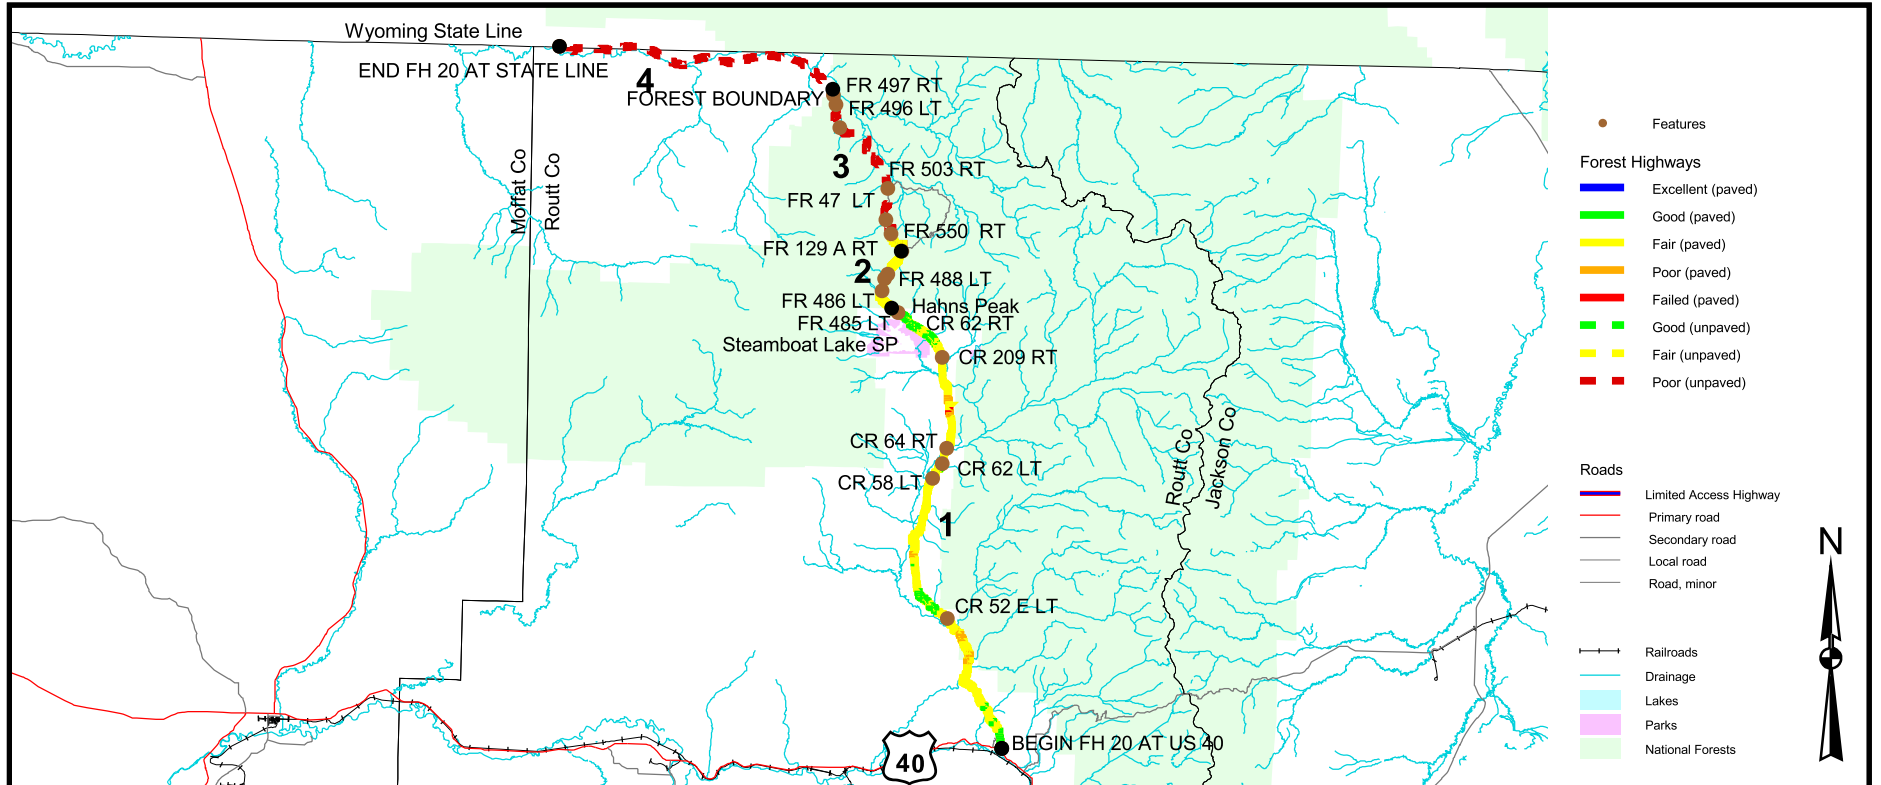 Wyoming State Line
END FH 20 AT STATE LINE
4
FOREST BOUNDARY
FR 497 RT
FR 496 LT
3
FR 503 RT
FR 47 LT
FR 550 RT
FR 129 A RT
2
FR 488 LT
FR 486 LT
Hahns Peak
FR 485 LT
CR 62 RT
Steamboat Lake SP
CR 209 RT
CR 64 RT
CR 62 LT
CR 58 LT
1
CR 52 E LT
BEGIN FH 20 AT US 40
40
Moffat Co
Routt Co
Routt Co
Jackson Co
Features
Forest Highways
Excellent (paved)
Good (paved)
Fair (paved)
Poor (paved)
Failed (paved)
Good (unpaved)
Fair (unpaved)
Poor (unpaved)
Roads
Limited Access Highway
Primary road
Secondary road
Local road
Road, minor
Railroads
Drainage
Lakes
Parks
National Forests
N